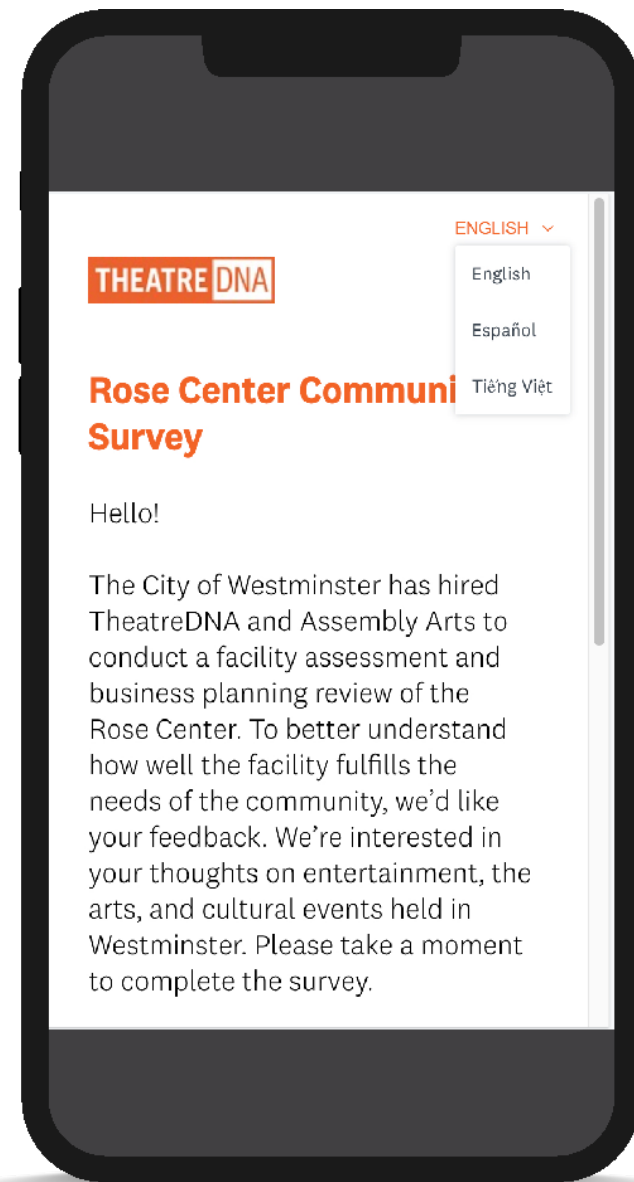 ENGLISH
THEATRE DNA
English
Español
Tiếng Việt
Rose Center Communi
Survey
Hello!
The City of Westminster has hired
TheatreDNA and Assembly Arts to
conduct a facility assessment and
business planning review of the
Rose Center. To better understand
how well the facility fulfills the
needs of the community, we’d like
your feedback. We’re interested in
your thoughts on entertainment, the
arts, and cultural events held in
Westminster. Please take a moment
to complete the survey.